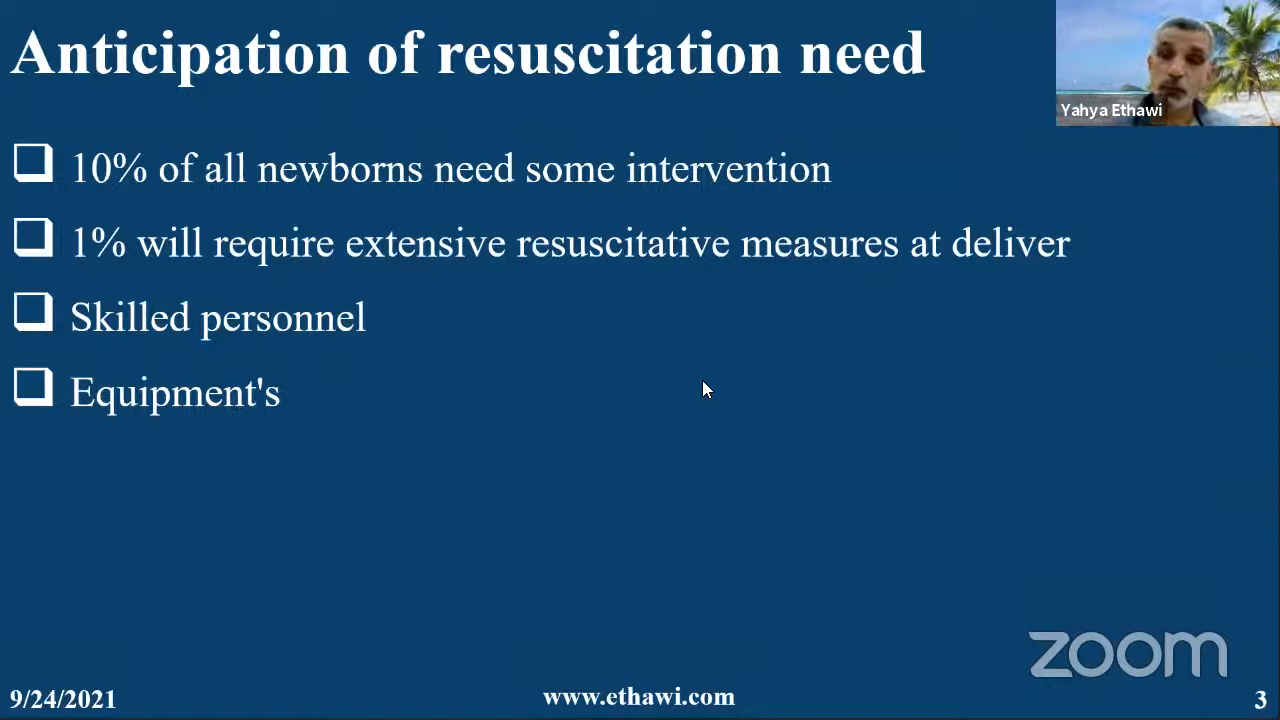 Anticipation of resuscitation need
Yahya Ethawi
10% of all newborns need some intervention
1% will require extensive resuscitative measures at deliver
Skilled personnel
Equipment's
zoom
9/24/2021
www.ethawi.com
3